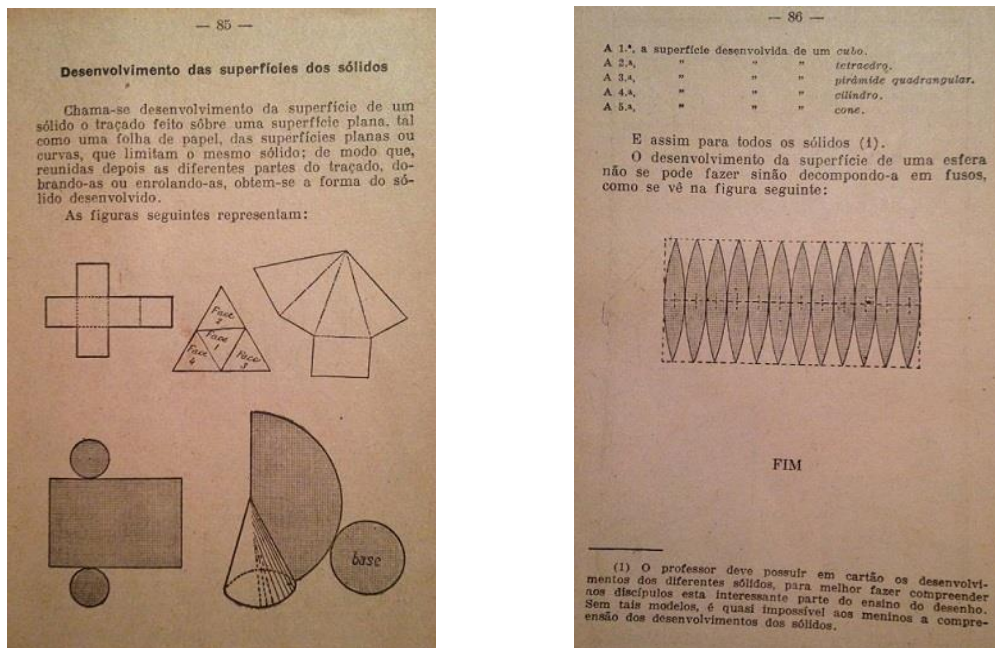 — 85 —
Desenvolvimento das superfícies dos sólidos
Chama-se desenvolvimento da superfície de um
sólido o traçado feito sôbre uma superfície plana, tal
como uma folha de papel, das superfícies planas ou
curvas, que limitam o mesmo sólido; de modo que,
reunidas depois as diferentes partes do traçado, do-
brando-as ou enrolando-as, obtem-se a forma do só-
lido desenvolvido.
As figuras seguintes representam:
Face 2
Face 1
Face 4
Face 3
base
— 86 —
A 1.ª, a superfície desenvolvida de um cubo.
A 2.ª, " " " tetraedro.
A 3.ª, " " " pirâmide quadrangular.
A 4.ª, " " " cilindro.
A 5.ª, " " " cone.
E assim para todos os sólidos (1).
O desenvolvimento da superfície de uma esfera
não se pode fazer sinão decompondo-a em fusos,
como se vê na figura seguinte:
FIM
(1) O professor deve possuir em cartão os desenvolvi-
mentos dos diferentes sólidos, para melhor fazer compreender
aos discípulos esta interessante parte do ensino do desenho.
Sem tais modelos, é quasi impossível aos meninos a compre-
ensão dos desenvolvimentos dos sólidos.